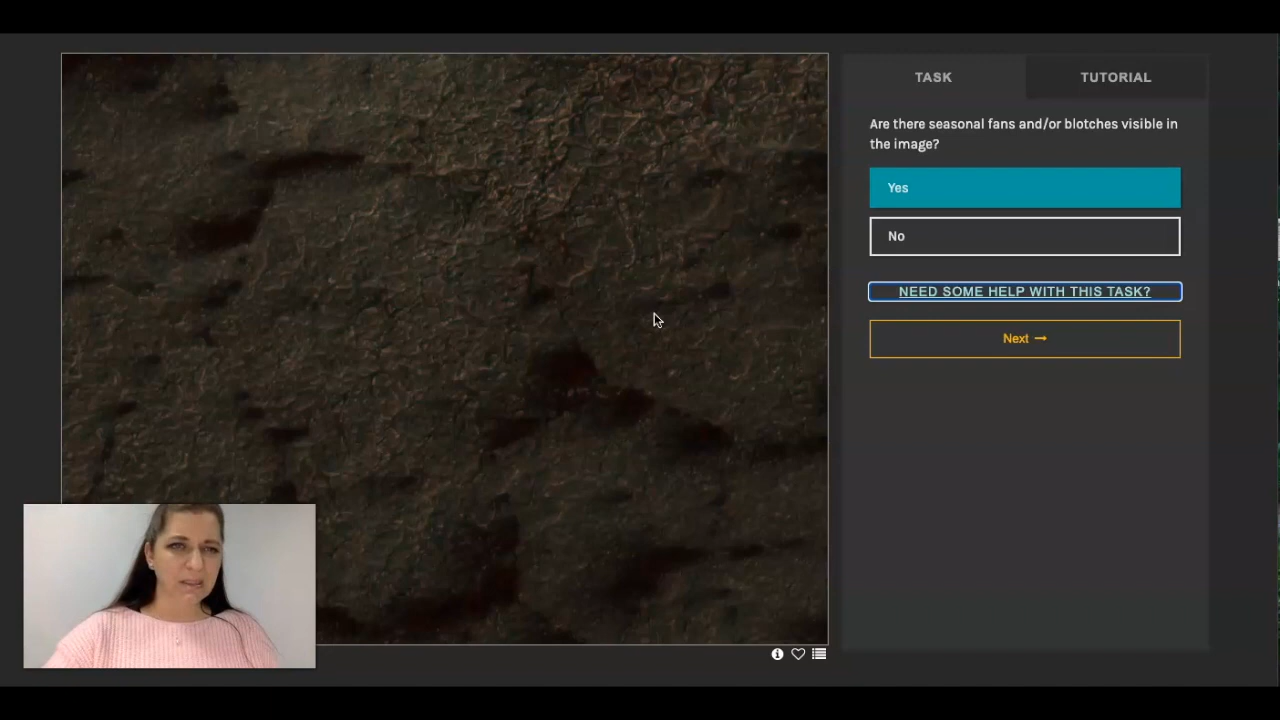 TASK
TUTORIAL
Are there seasonal fans and/or blotches visible in
the image?
Yes
No
NEED SOME HELP WITH THIS TASK?
Next →